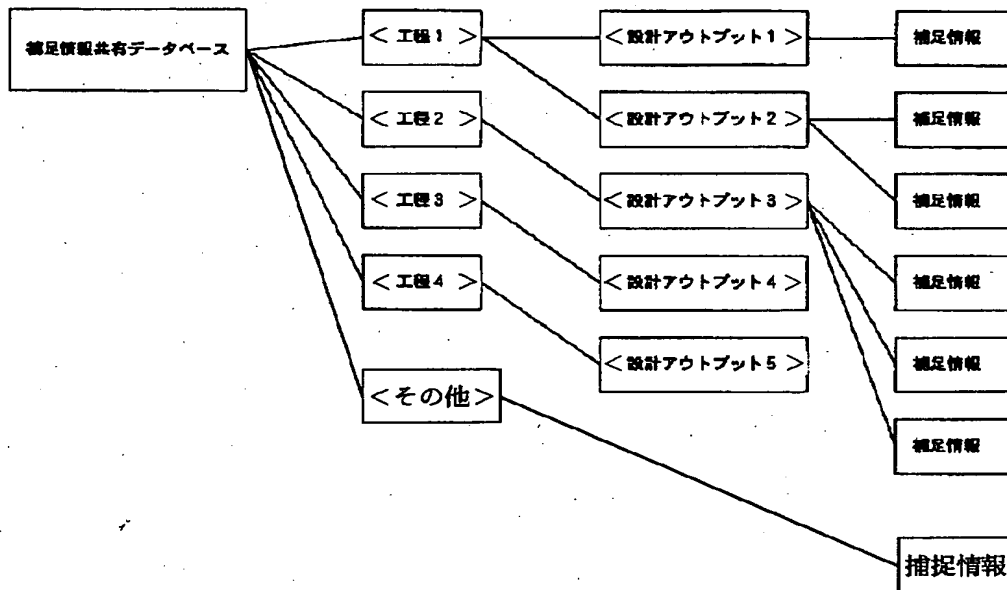 補足情報共有データベース
<工程1>
<工程2>
<工程3>
<工程4>
<その他>
<設計アウトプット1>
<設計アウトプット2>
<設計アウトプット3>
<設計アウトプット4>
<設計アウトプット5>
補足情報
補足情報
補足情報
補足情報
補足情報
補足情報
捕捉情報